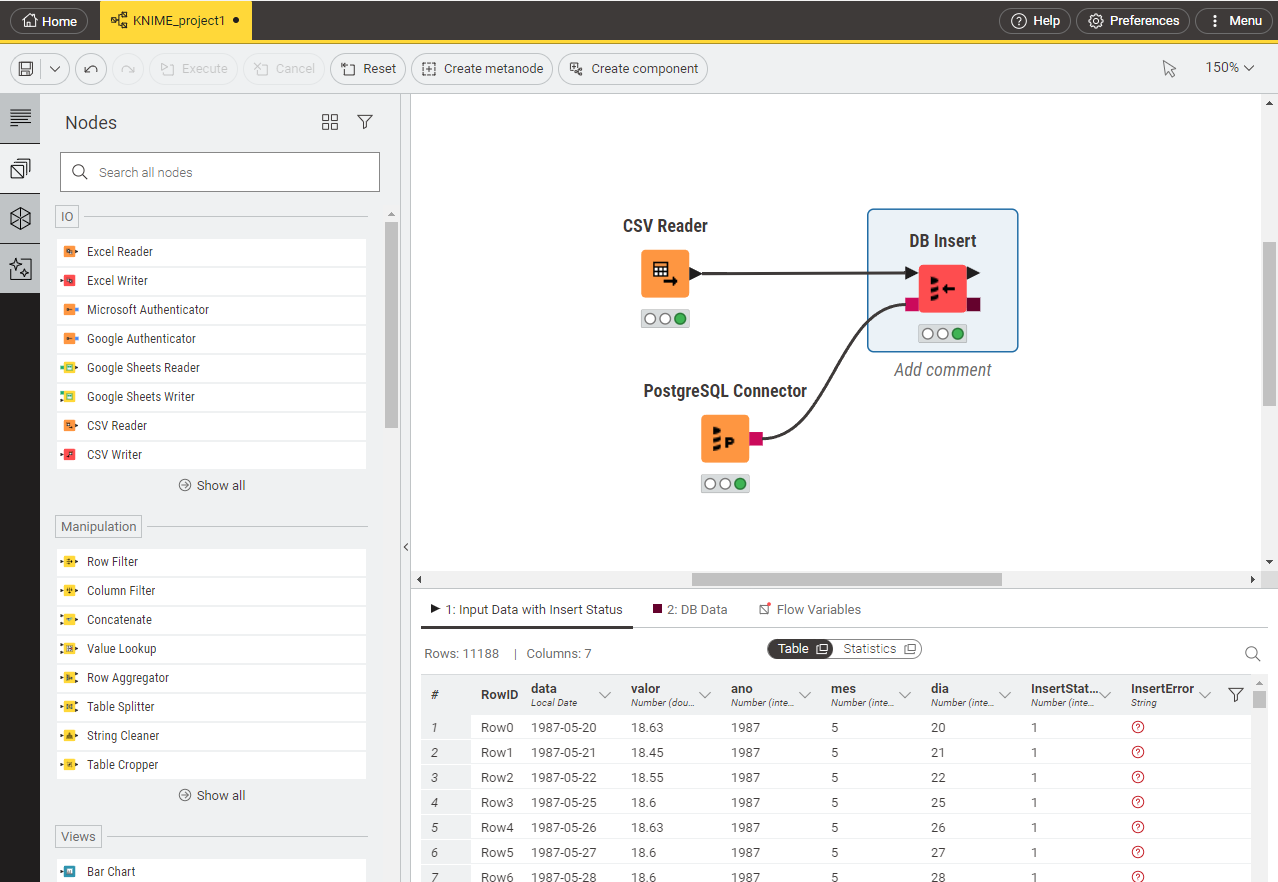 Home
KNIME_project1
Help
Preferences
Menu
Execute
Cancel
Reset
Create metanode
Create component
150%
Nodes
Search all nodes
IO
Excel Reader
Excel Writer
Microsoft Authenticator
Google Authenticator
Google Sheets Reader
Google Sheets Writer
CSV Reader
CSV Writer
Show all
Manipulation
Row Filter
Column Filter
Concatenate
Value Lookup
Row Aggregator
Table Splitter
String Cleaner
Table Cropper
Show all
Views
Bar Chart
CSV Reader
DB Insert
Add comment
PostgreSQL Connector
P
1: Input Data with Insert Status
2: DB Data
Flow Variables
Rows: 11188 | Columns: 7
Table
Statistics
# RowID data valor ano mes dia InsertStat... InsertError
Local Date Number (dou... Number (inte... Number (inte... Number (inte... Number (inte... String
1 Row0 1987-05-20 18.63 1987 5 20 1 ?
2 Row1 1987-05-21 18.45 1987 5 21 1 ?
3 Row2 1987-05-22 18.55 1987 5 22 1 ?
4 Row3 1987-05-25 18.6 1987 5 25 1 ?
5 Row4 1987-05-26 18.63 1987 5 26 1 ?
6 Row5 1987-05-27 18.6 1987 5 27 1 ?
7 Row6 1987-05-28 18.6 1987 5 28 1 ?